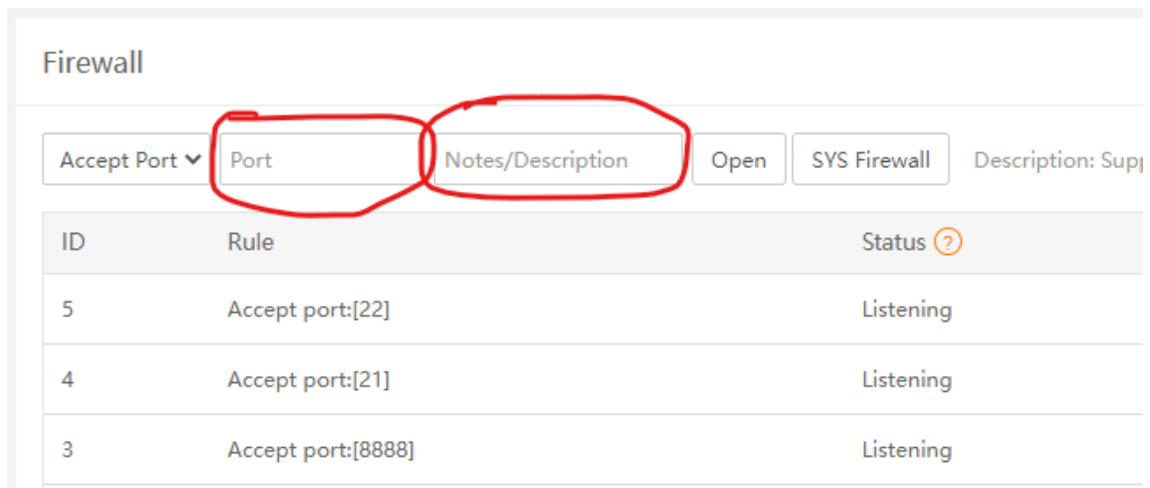 Firewall
Accept Port Port Notes/Description Open SYS Firewall Description: Supp
ID Rule Status ?
5 Accept port:[22] Listening
4 Accept port:[21] Listening
3 Accept port:[8888] Listening